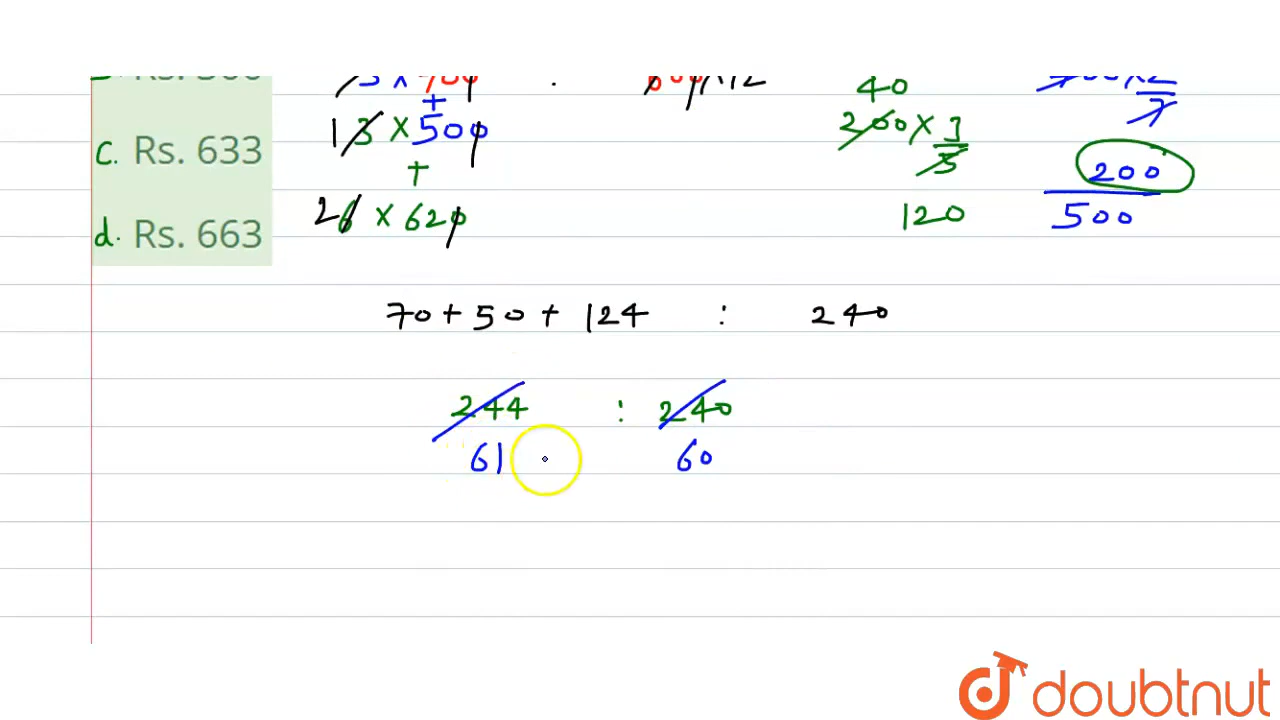 40
C. Rs. 633
13 × 500
200 × 3
5
7
+
200
d. Rs. 663
26 × 620
120
500
70 + 50 + 124 : 240
244 : 240
61 60
doubtnut